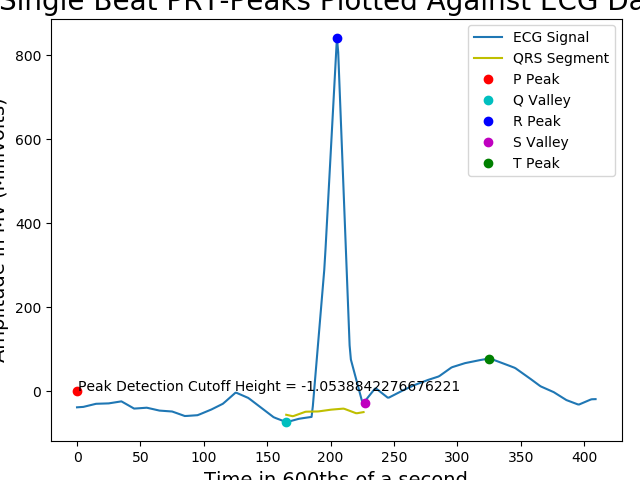 Single Beat PRT-Peaks Plotted Against ECG Da
800
600
400
200
0
Amplitude in MV (Millivolts)
ECG Signal
QRS Segment
P Peak
Q Valley
R Peak
S Valley
T Peak
Peak Detection Cutoff Height = -1.0538842276676221
0 50 100 150 200 250 300 350 400
Time in 600ths of a second